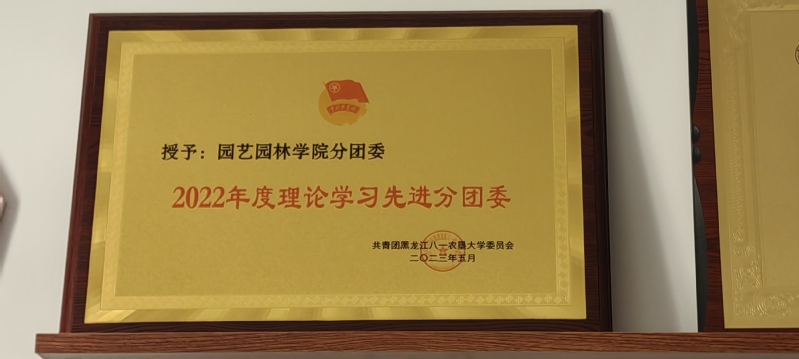 授予：园艺园林学院分团委
2022年度理论学习先进分团委
共青团黑龙江八一农垦大学委员会
二〇二三年五月